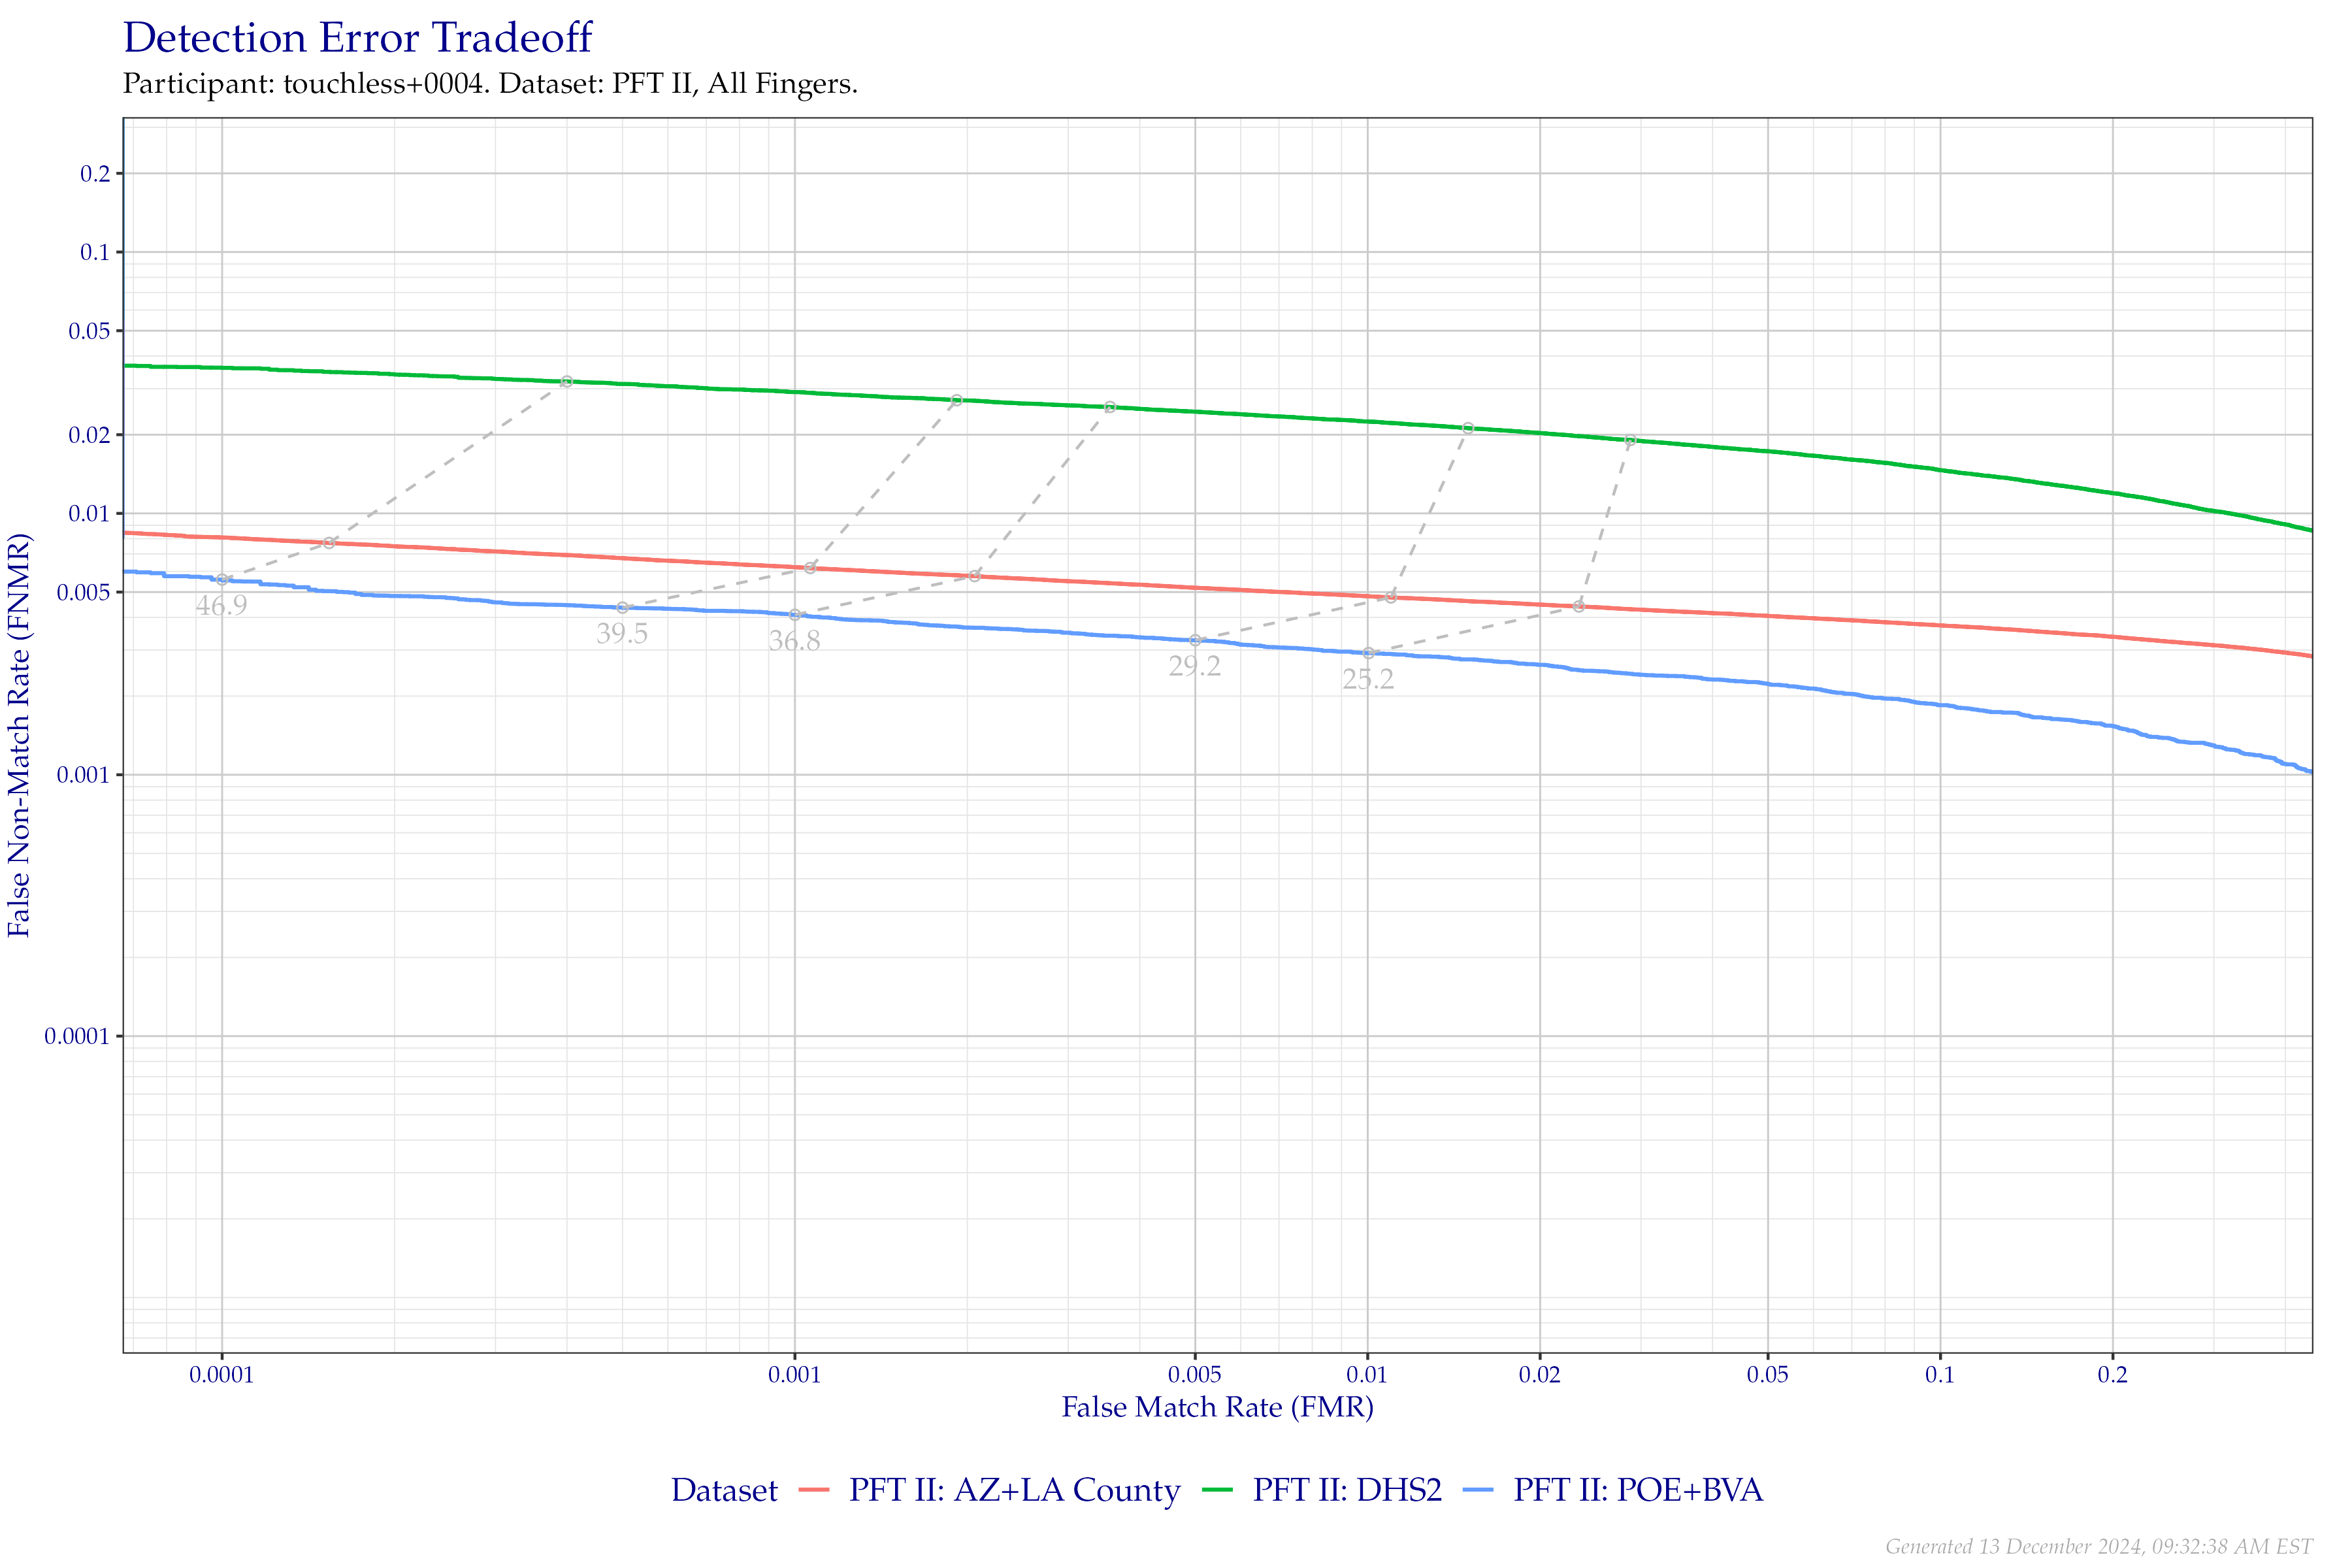 Detection Error Tradeoff
Participant: touchless+0004. Dataset: PFT II, All Fingers.
False Non-Match Rate (FNMR)
0.2
0.1
0.05
0.02
0.01
0.005
0.001
0.0001
46.9
39.5
36.8
29.2
25.2
0.0001 0.001 0.005 0.01 0.02 0.05 0.1 0.2
False Match Rate (FMR)
Dataset PFT II: AZ+LA County PFT II: DHS2 PFT II: POE+BVA
Generated 13 December 2024, 09:32:38 AM EST